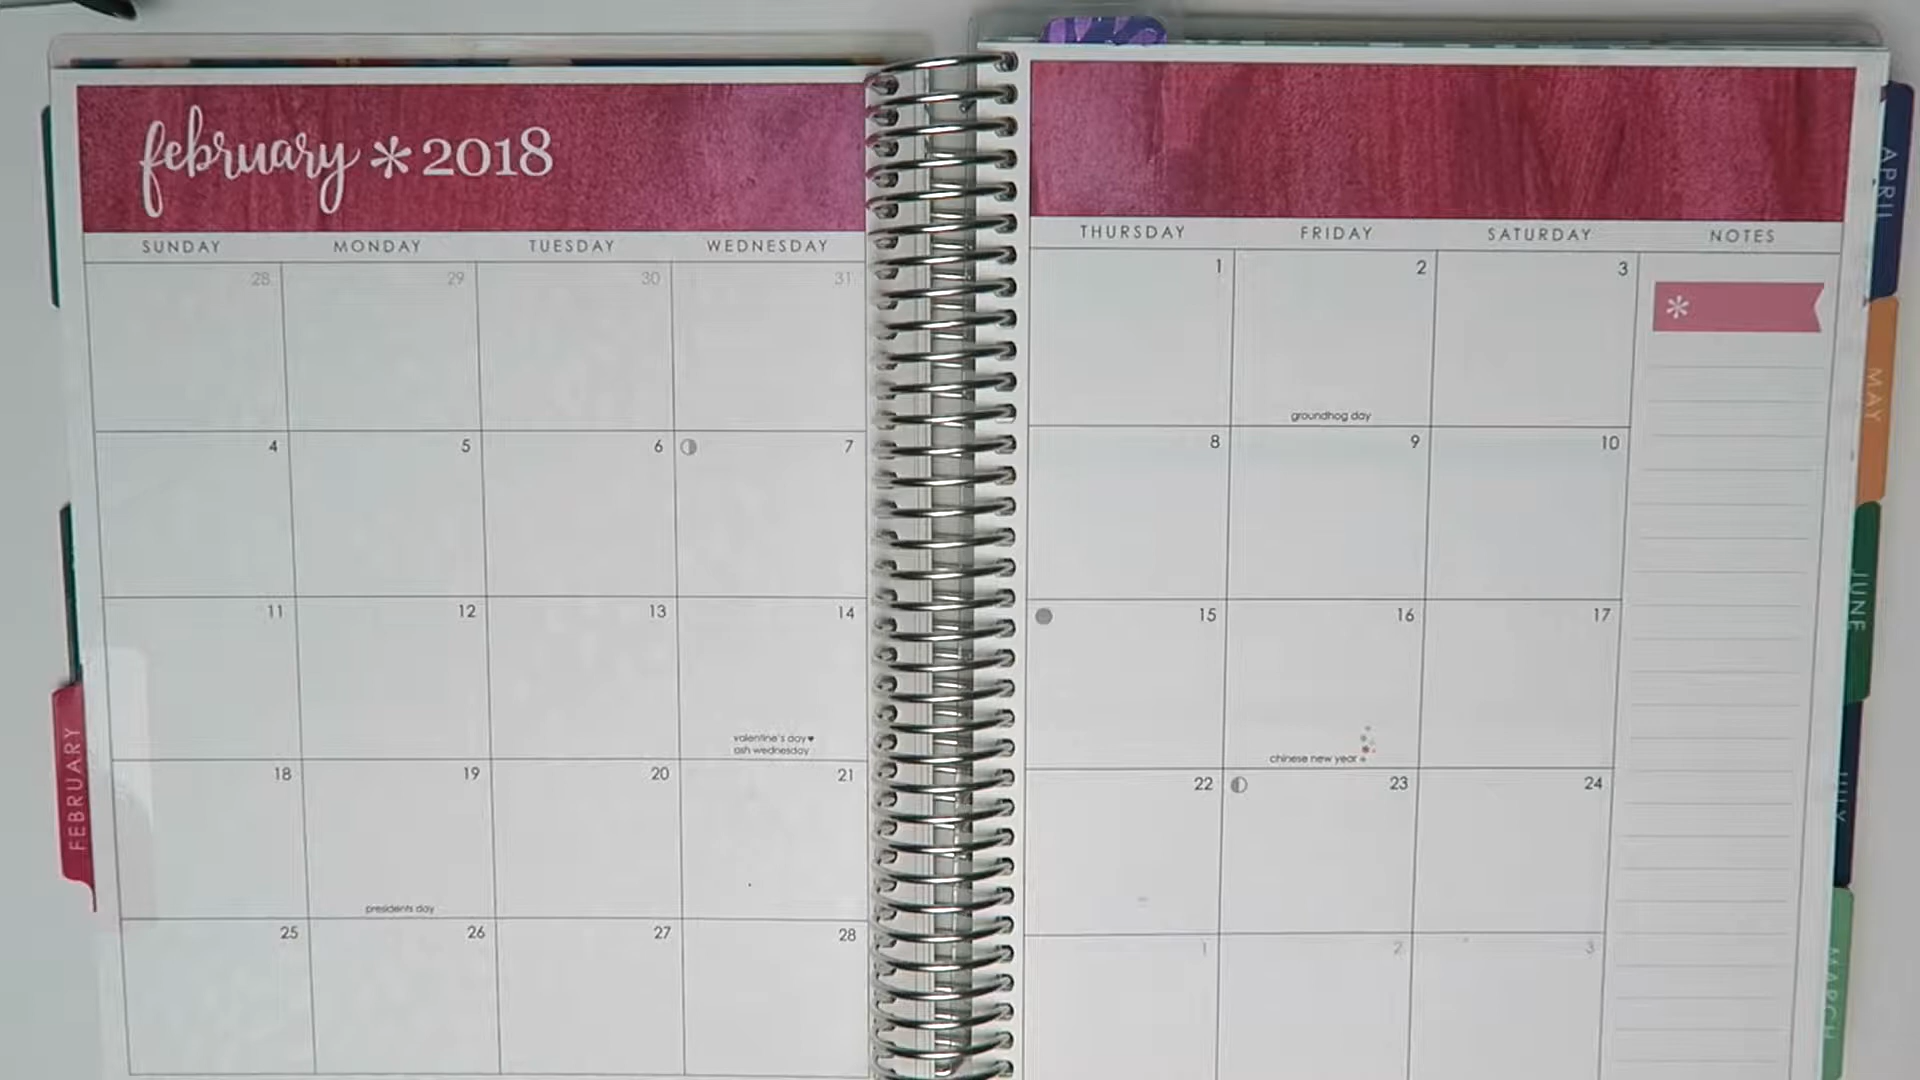 february * 2018
SUNDAY MONDAY TUESDAY WEDNESDAY THURSDAY FRIDAY SATURDAY NOTES
28 29 30 31 1 2 3
*
groundhog day
4 5 6 7 8 9 10
11 12 13 14 15 16 17
valentine's day♥
ash wednesday
chinese new year
18 19 20 21 22 23 24
presidents day
25 26 27 28 1 2 3
FEBRUARY
APRIL
MAY
JUNE
JULY
MARCH